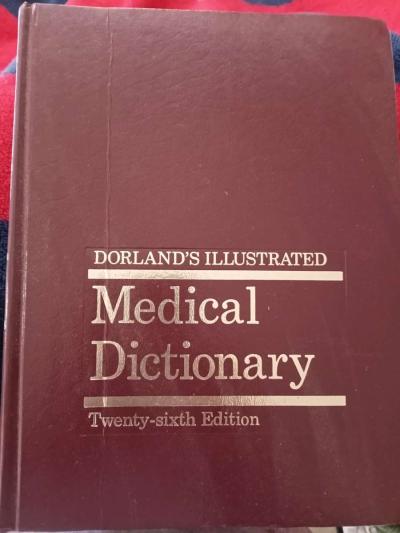 DORLAND'S ILLUSTRATED
Medical
Dictionary
Twenty-sixth Edition